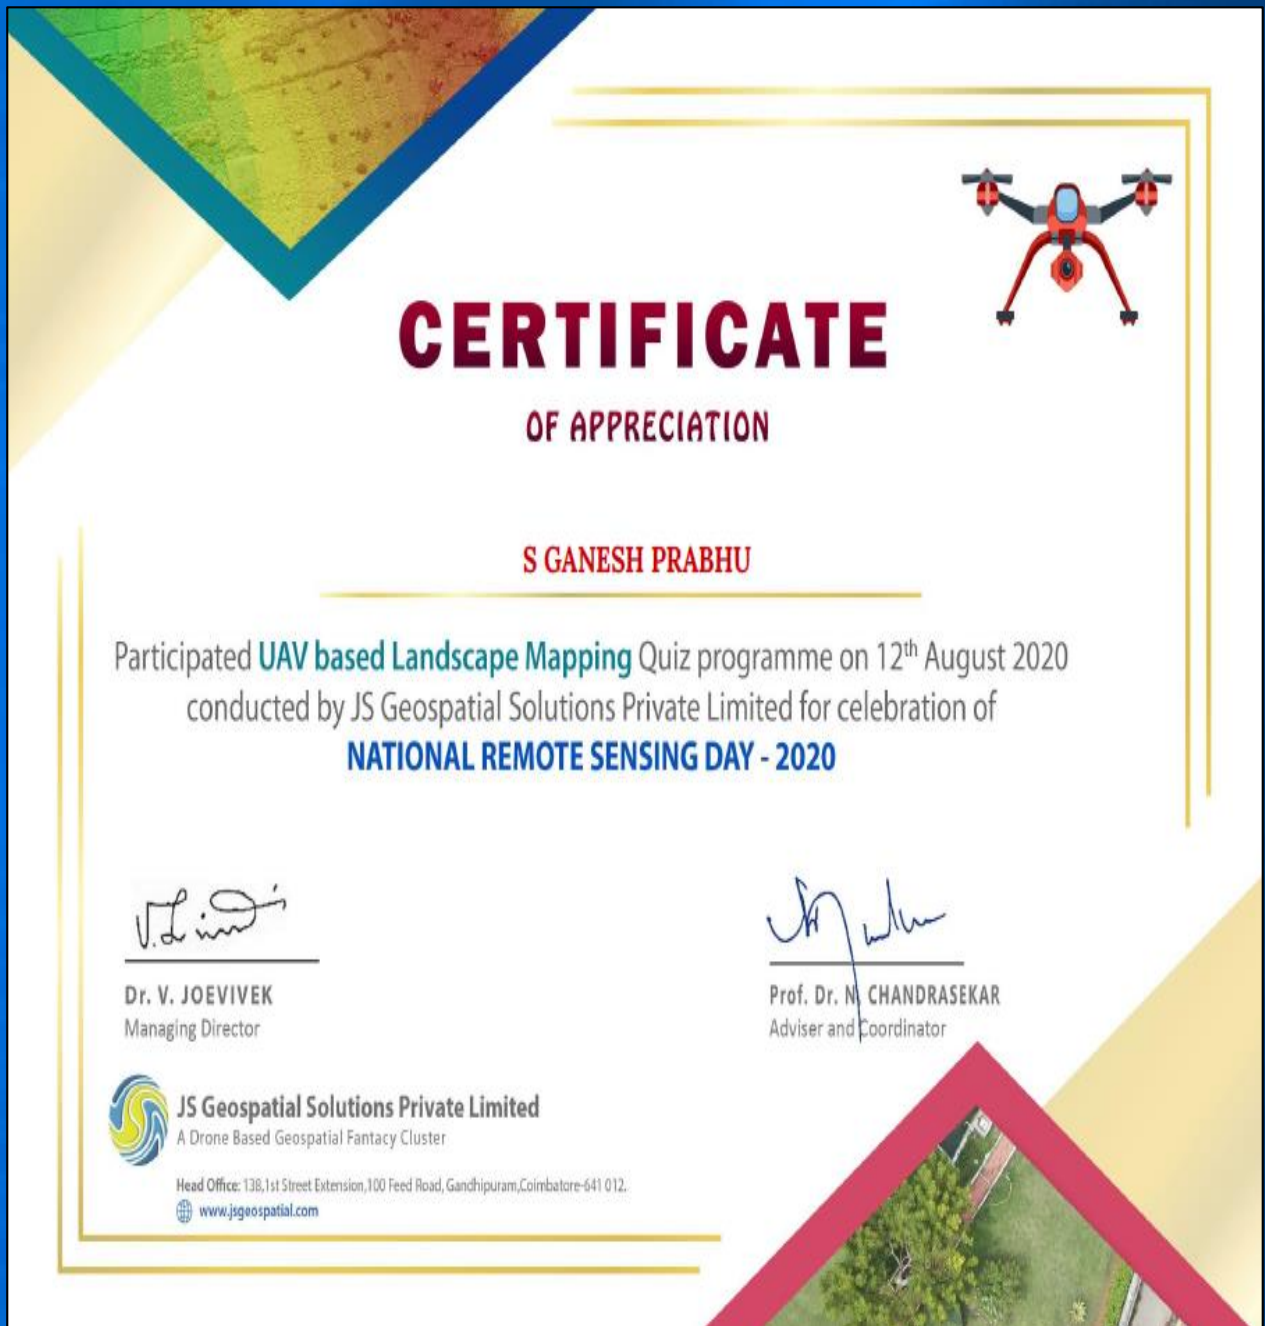 CERTIFICATE
OF APPRECIATION
S GANESH PRABHU
Participated UAV based Landscape Mapping Quiz programme on 12th August 2020
conducted by JS Geospatial Solutions Private Limited for celebration of
NATIONAL REMOTE SENSING DAY - 2020
Dr. V. JOEVIVEK
Managing Director
Prof. Dr. N. CHANDRASEKAR
Adviser and Coordinator
JS Geospatial Solutions Private Limited
A Drone Based Geospatial Fantacy Cluster
Head Office: 138,1st Street Extension,100 Feed Road, Gandhipuram,Coimbatore-641 012.
www.jsgeospatial.com